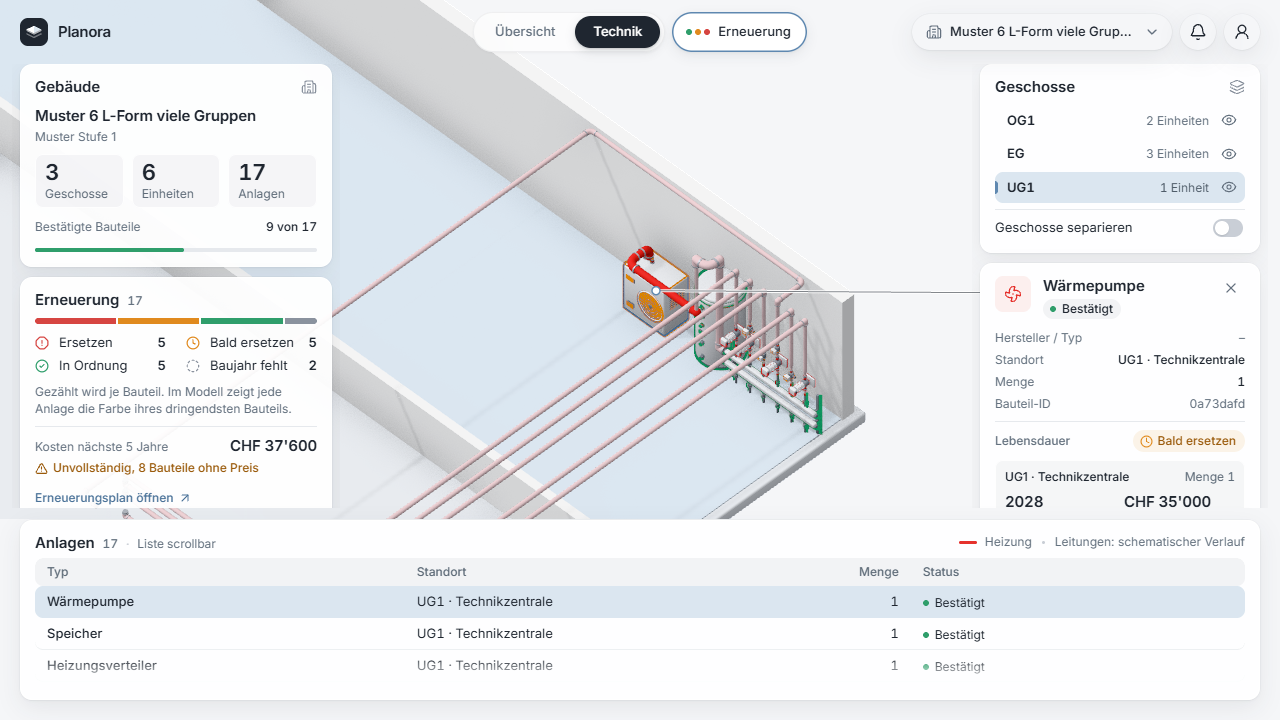 Planora
Übersicht
Technik
Erneuerung
Muster 6 L-Form viele Grup...
Gebäude
Muster 6 L-Form viele Gruppen
Muster Stufe 1
3 Geschosse
6 Einheiten
17 Anlagen
Bestätigte Bauteile 9 von 17
Erneuerung 17
Ersetzen 5 Bald ersetzen 5
In Ordnung 5 Baujahr fehlt 2
Gezählt wird je Bauteil. Im Modell zeigt jede
Anlage die Farbe ihres dringendsten Bauteils.
Kosten nächste 5 Jahre CHF 37'600
Unvollständig, 8 Bauteile ohne Preis
Erneuerungsplan öffnen
Geschosse
OG1 2 Einheiten
EG 3 Einheiten
UG1 1 Einheit
Geschosse separieren
Wärmepumpe
Bestätigt
Hersteller / Typ –
Standort UG1 · Technikzentrale
Menge 1
Bauteil-ID 0a73dafd
Lebensdauer Bald ersetzen
UG1 · Technikzentrale Menge 1
2028 CHF 35'000
Anlagen 17 · Liste scrollbar
Heizung · Leitungen: schematischer Verlauf
Typ Standort Menge Status
Wärmepumpe UG1 · Technikzentrale 1 Bestätigt
Speicher UG1 · Technikzentrale 1 Bestätigt
Heizungsverteiler UG1 · Technikzentrale 1 Bestätigt